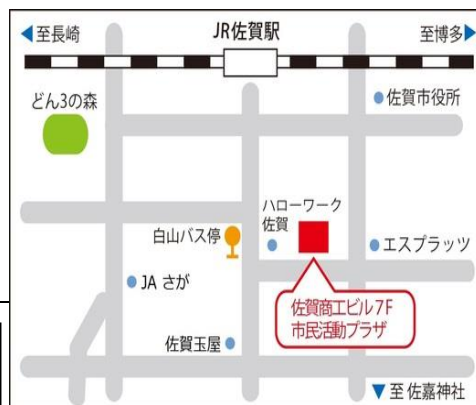 ◀至長崎
JR佐賀駅
至博多▶
どん3の森
佐賀市役所
ハローワーク
佐賀
白山バス停
エスプラッツ
JA さが
佐賀商工ビル7F
市民活動プラザ
佐賀玉屋
▼至 佐嘉神社